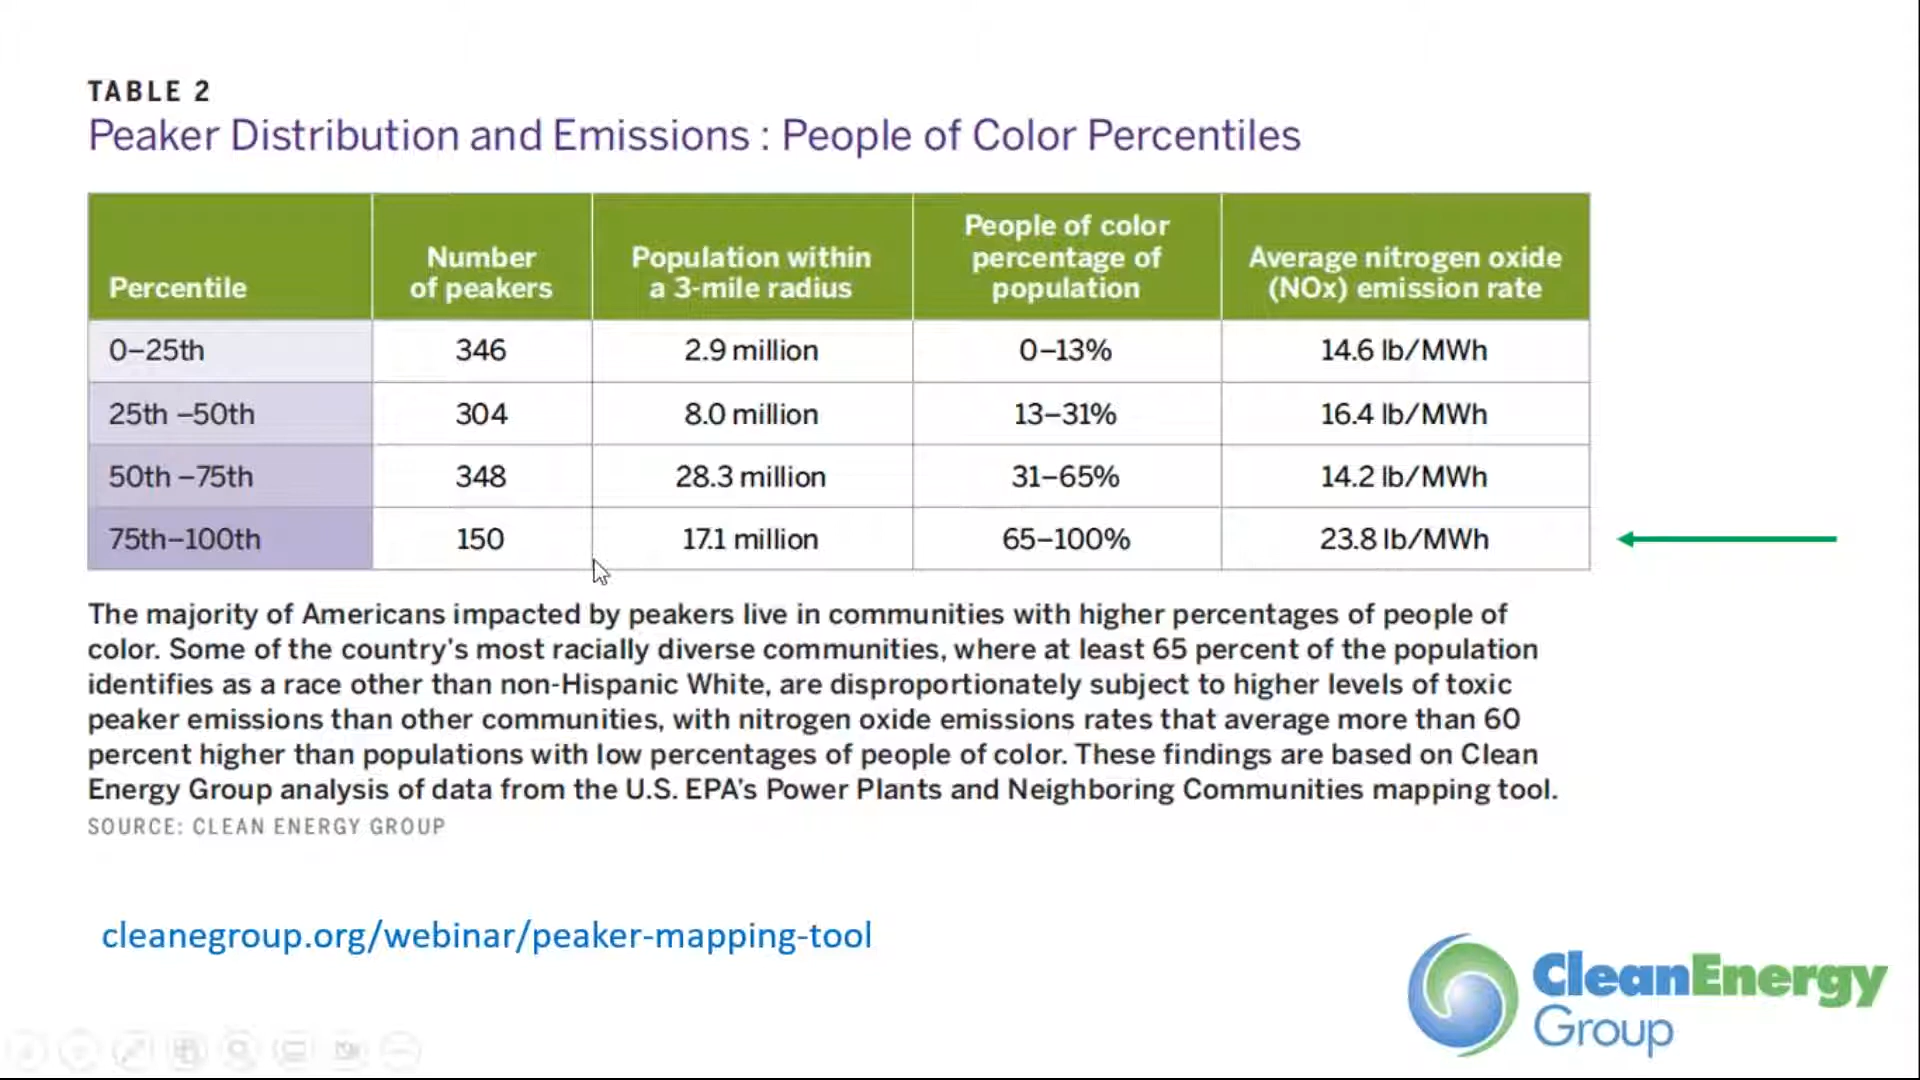 TABLE 2
Peaker Distribution and Emissions : People of Color Percentiles
Percentile
Number
of peakers
Population within
a 3-mile radius
People of color
percentage of
population
Average nitrogen oxide
(NOx) emission rate
0–25th 346 2.9 million 0–13% 14.6 lb/MWh
25th –50th 304 8.0 million 13–31% 16.4 lb/MWh
50th –75th 348 28.3 million 31–65% 14.2 lb/MWh
75th–100th 150 17.1 million 65–100% 23.8 lb/MWh
The majority of Americans impacted by peakers live in communities with higher percentages of people of
color. Some of the country's most racially diverse communities, where at least 65 percent of the population
identifies as a race other than non-Hispanic White, are disproportionately subject to higher levels of toxic
peaker emissions than other communities, with nitrogen oxide emissions rates that average more than 60
percent higher than populations with low percentages of people of color. These findings are based on Clean
Energy Group analysis of data from the U.S. EPA's Power Plants and Neighboring Communities mapping tool.
SOURCE: CLEAN ENERGY GROUP
cleanegroup.org/webinar/peaker-mapping-tool
CleanEnergy
Group